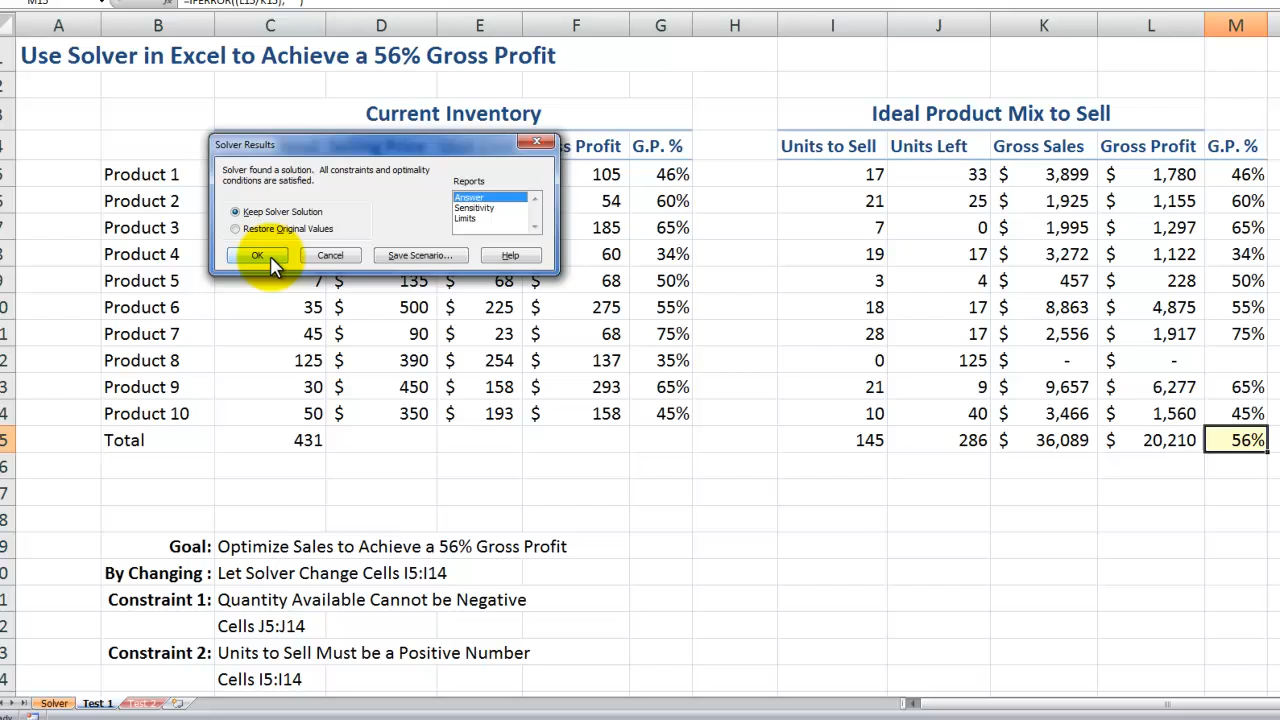 M15 =IFERROR((L15/K15),"")
A B C D E F G H I J K L M
Use Solver in Excel to Achieve a 56% Gross Profit
Current Inventory Ideal Product Mix to Sell
Profit G.P. % Units to Sell Units Left Gross Sales Gross Profit G.P. %
Solver Results
Solver found a solution. All constraints and optimality
conditions are satisfied.
Reports
Answer
Sensitivity
Limits
Keep Solver Solution
Restore Original Values
OK Cancel Save Scenario... Help
Product 1 105 46% 17 33 $ 3,899 $ 1,780 46%
Product 2 54 60% 21 25 $ 1,925 $ 1,155 60%
Product 3 185 65% 7 0 $ 1,995 $ 1,297 65%
Product 4 60 34% 19 17 $ 3,272 $ 1,122 34%
Product 5 7 $ 135 $ 68 $ 68 50% 3 4 $ 457 $ 228 50%
Product 6 35 $ 500 $ 225 $ 275 55% 18 17 $ 8,863 $ 4,875 55%
Product 7 45 $ 90 $ 23 $ 68 75% 28 17 $ 2,556 $ 1,917 75%
Product 8 125 $ 390 $ 254 $ 137 35% 0 125 $ - $ -
Product 9 30 $ 450 $ 158 $ 293 65% 21 9 $ 9,657 $ 6,277 65%
Product 10 50 $ 350 $ 193 $ 158 45% 10 40 $ 3,466 $ 1,560 45%
Total 431 145 286 $ 36,089 $ 20,210 56%
Goal: Optimize Sales to Achieve a 56% Gross Profit
By Changing : Let Solver Change Cells I5:I14
Constraint 1: Quantity Available Cannot be Negative
Cells J5:J14
Constraint 2: Units to Sell Must be a Positive Number
Cells I5:I14
Solver Test 1 Test 2